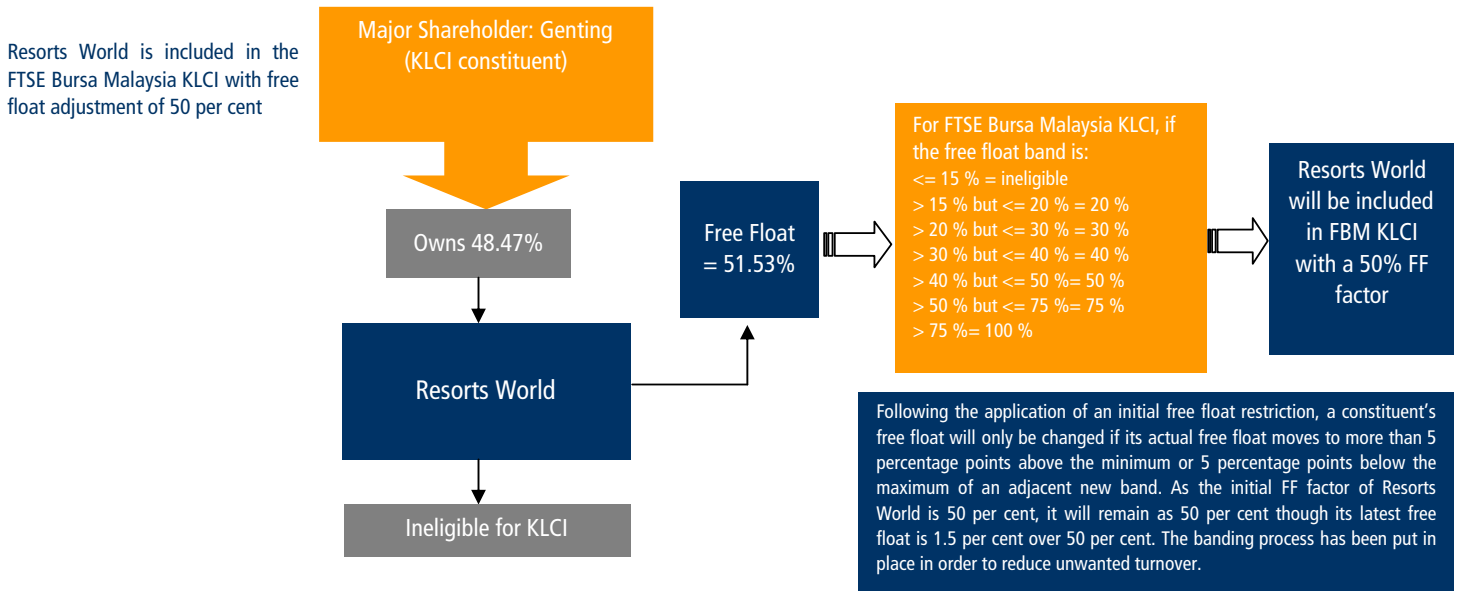 Resorts World is included in the
FTSE Bursa Malaysia KLCI with free
float adjustment of 50 per cent
Major Shareholder: Genting
(KLCI constituent)
Owns 48.47%
Resorts World
Ineligible for KLCI
Free Float
= 51.53%
For FTSE Bursa Malaysia KLCI, if
the free float band is:
<= 15 % = ineligible
> 15 % but <= 20 % = 20 %
> 20 % but <= 30 % = 30 %
> 30 % but <= 40 % = 40 %
> 40 % but <= 50 %= 50 %
> 50 % but <= 75 %= 75 %
> 75 %= 100 %
Resorts World
will be included
in FBM KLCI
with a 50% FF
factor
Following the application of an initial free float restriction, a constituent's
free float will only be changed if its actual free float moves to more than 5
percentage points above the minimum or 5 percentage points below the
maximum of an adjacent new band. As the initial FF factor of Resorts
World is 50 per cent, it will remain as 50 per cent though its latest free
float is 1.5 per cent over 50 per cent. The banding process has been put in
place in order to reduce unwanted turnover.